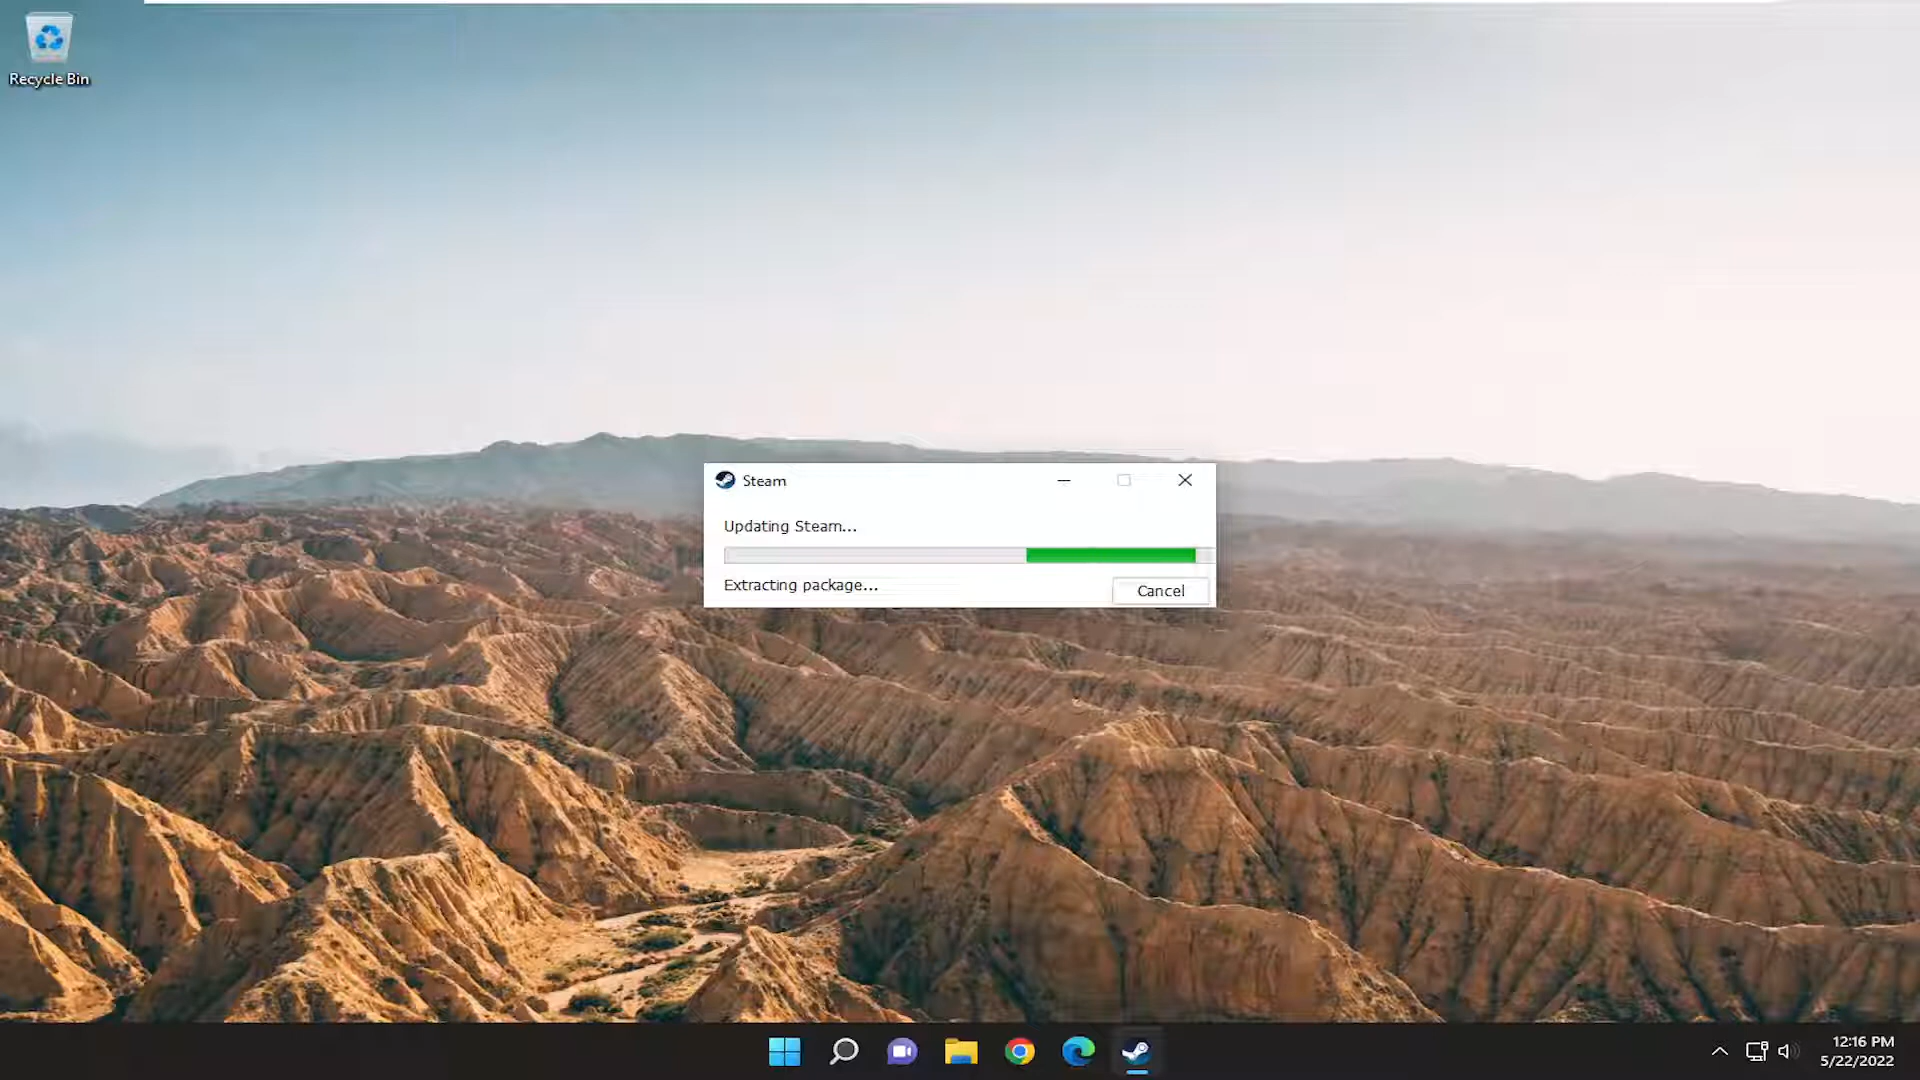 Recycle Bin
Steam
Updating Steam...
Extracting package...
Cancel
12:16 PM
5/22/2022